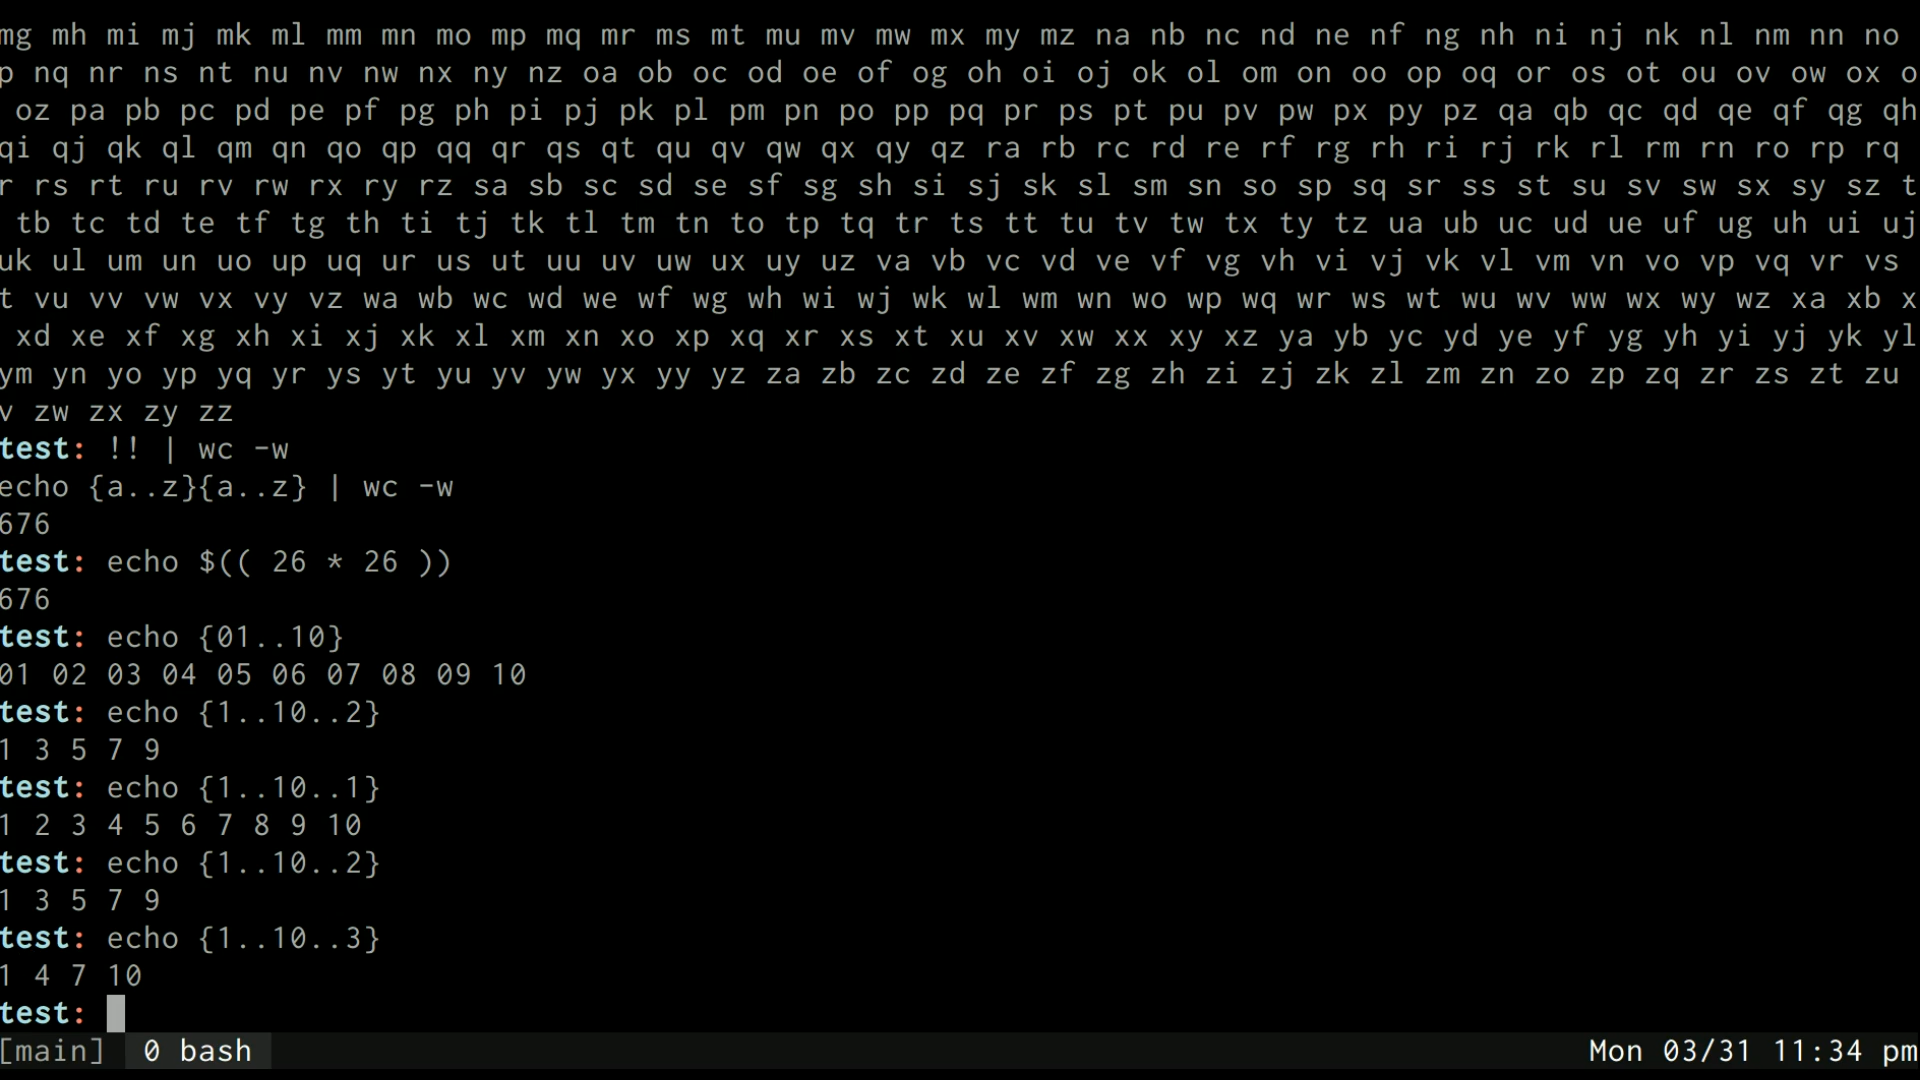 mg mh mi mj mk ml mm mn mo mp mq mr ms mt mu mv mw mx my mz na nb nc nd ne nf ng nh ni nj nk nl nm nn no
p nq nr ns nt nu nv nw nx ny nz oa ob oc od oe of og oh oi oj ok ol om on oo op oq or os ot ou ov ow ox o
oz pa pb pc pd pe pf pg ph pi pj pk pl pm pn po pp pq pr ps pt pu pv pw px py pz qa qb qc qd qe qf qg qh
qi qj qk ql qm qn qo qp qq qr qs qt qu qv qw qx qy qz ra rb rc rd re rf rg rh ri rj rk rl rm rn ro rp rq
r rs rt ru rv rw rx ry rz sa sb sc sd se sf sg sh si sj sk sl sm sn so sp sq sr ss st su sv sw sx sy sz t
tb tc td te tf tg th ti tj tk tl tm tn to tp tq tr ts tt tu tv tw tx ty tz ua ub uc ud ue uf ug uh ui uj
uk ul um un uo up uq ur us ut uu uv uw ux uy uz va vb vc vd ve vf vg vh vi vj vk vl vm vn vo vp vq vr vs
t vu vv vw vx vy vz wa wb wc wd we wf wg wh wi wj wk wl wm wn wo wp wq wr ws wt wu wv ww wx wy wz xa xb x
xd xe xf xg xh xi xj xk xl xm xn xo xp xq xr xs xt xu xv xw xx xy xz ya yb yc yd ye yf yg yh yi yj yk yl
ym yn yo yp yq yr ys yt yu yv yw yx yy yz za zb zc zd ze zf zg zh zi zj zk zl zm zn zo zp zq zr zs zt zu
v zw zx zy zz
test: !! | wc -w
echo {a..z}{a..z} | wc -w
676
test: echo $(( 26 * 26 ))
676
test: echo {01..10}
01 02 03 04 05 06 07 08 09 10
test: echo {1..10..2}
1 3 5 7 9
test: echo {1..10..1}
1 2 3 4 5 6 7 8 9 10
test: echo {1..10..2}
1 3 5 7 9
test: echo {1..10..3}
1 4 7 10
test:
[main] 0 bash Mon 03/31 11:34 pm